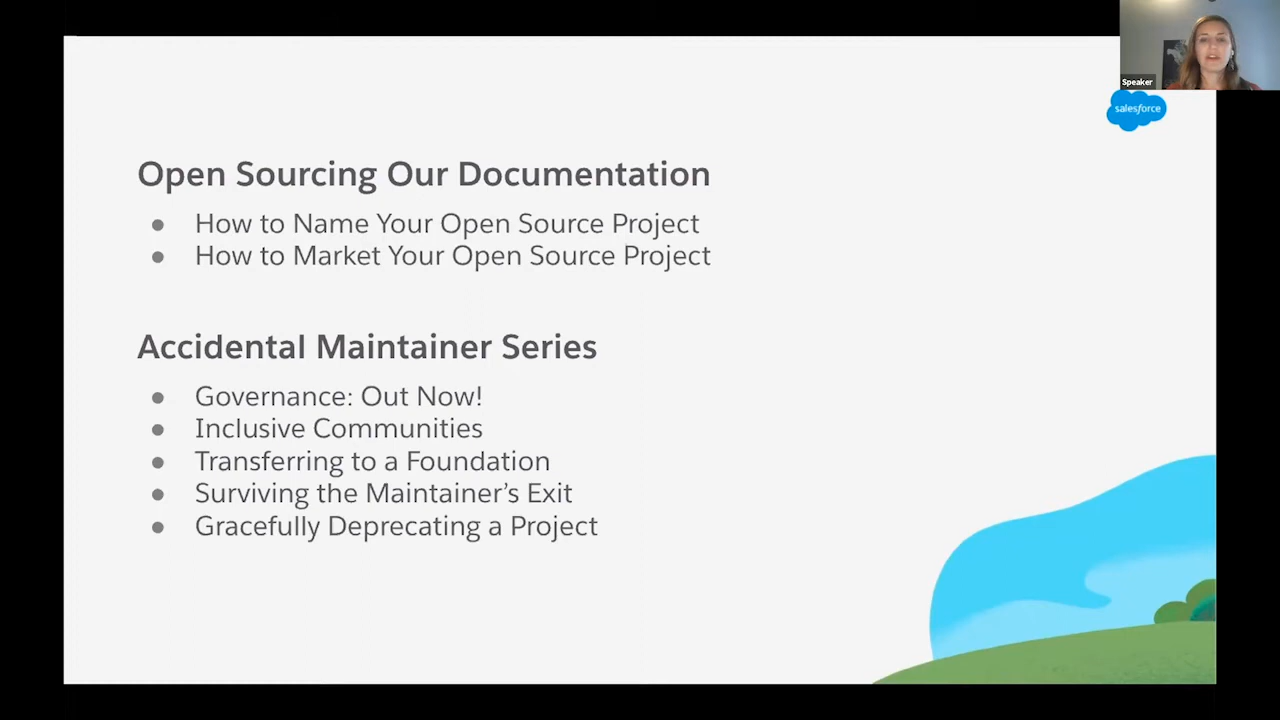 Speaker
salesforce
Open Sourcing Our Documentation
● How to Name Your Open Source Project
● How to Market Your Open Source Project
Accidental Maintainer Series
● Governance: Out Now!
● Inclusive Communities
● Transferring to a Foundation
● Surviving the Maintainer’s Exit
● Gracefully Deprecating a Project